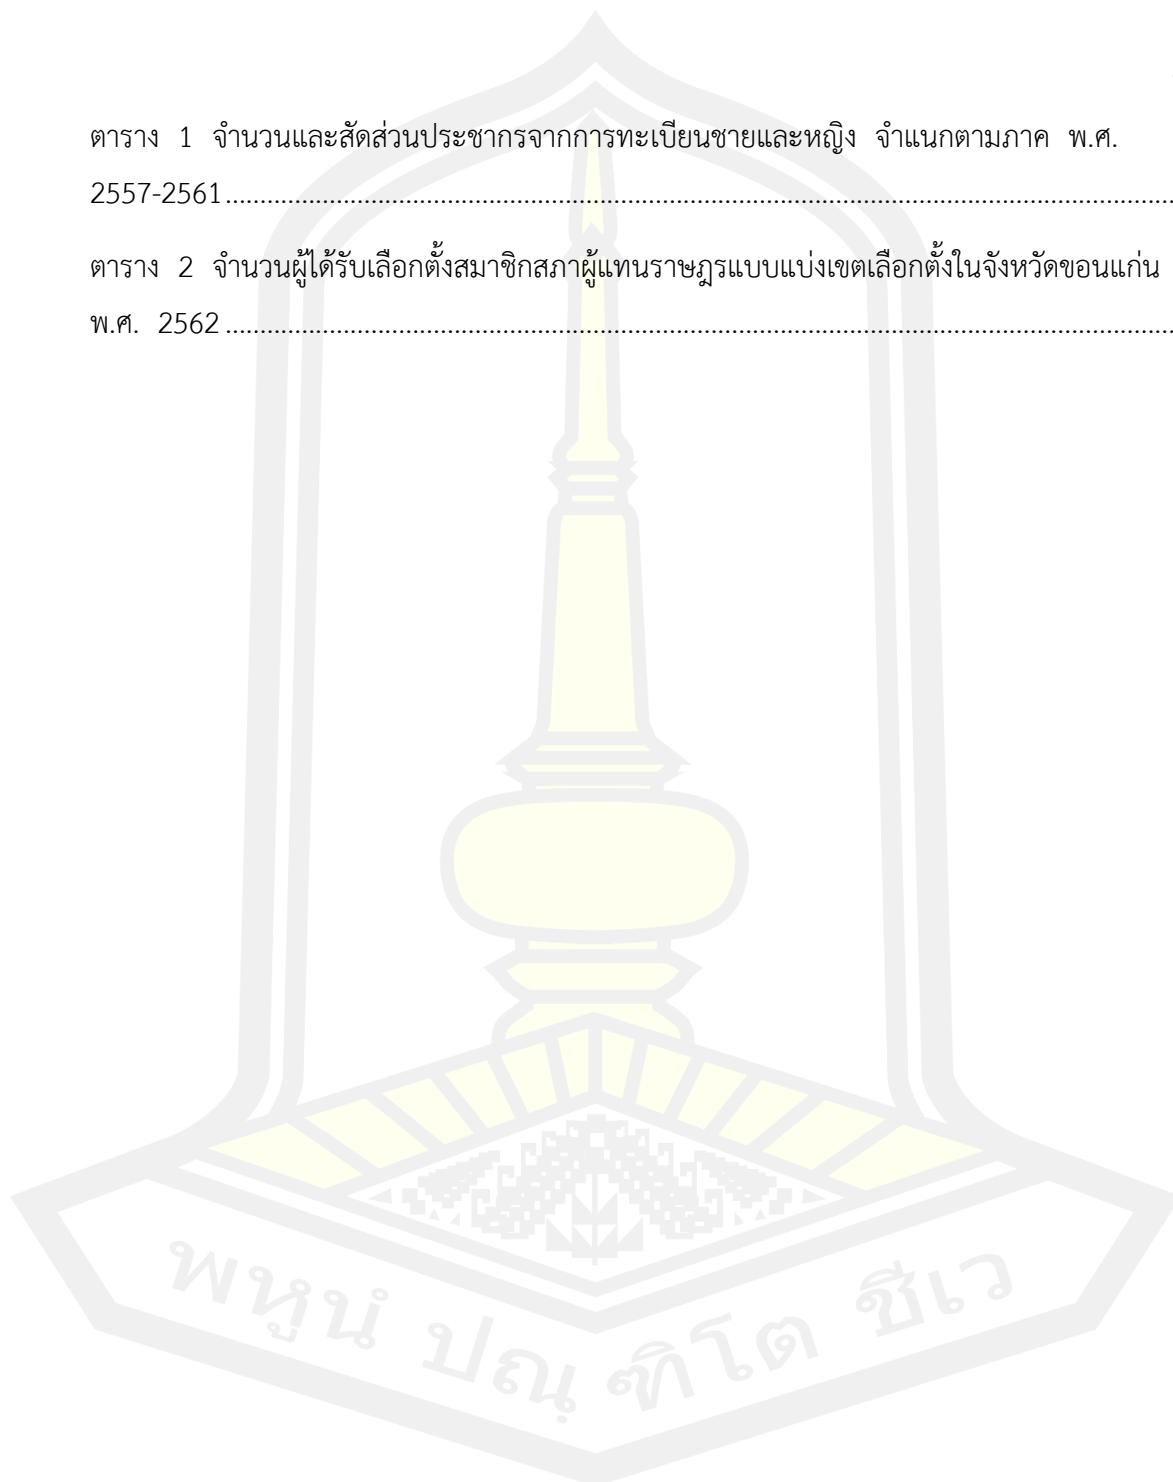 ตาราง 1 จำนวนและสัดส่วนประชากรจากการทะเบียนชายและหญิง จำแนกตามภาค พ.ศ.
2557-2561..........................................................................................................................................
ตาราง 2 จำนวนผู้ได้รับเลือกตั้งสมาชิกสภาผู้แทนราษฎรแบบแบ่งเขตเลือกตั้งในจังหวัดขอนแก่น
พ.ศ. 2562..........................................................................................................................................
พหูนํ ปณฺฑิโต ชีเว